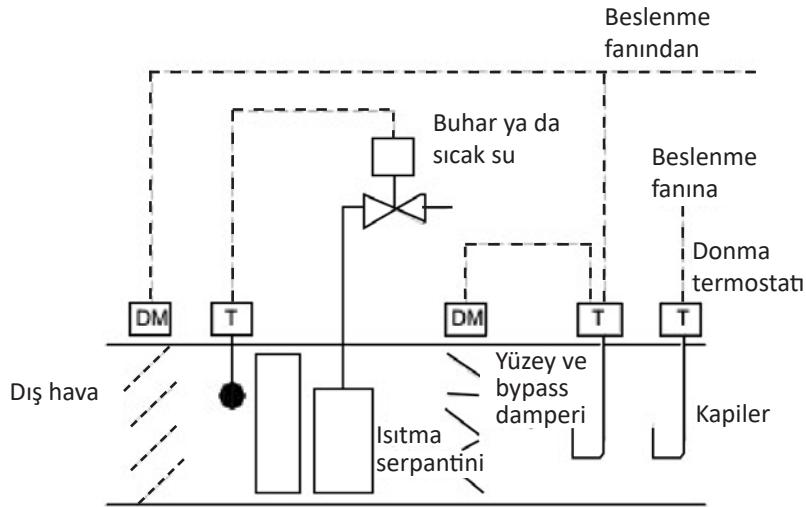 Beslenme
fanından
Buhar ya da
sıcak su
Beslenme
fanına
Donma
termostatı
DM
T
DM
T
T
Dış hava
Yüzey ve
bypass
damperi
Kapiler
Isıtma
serpantini